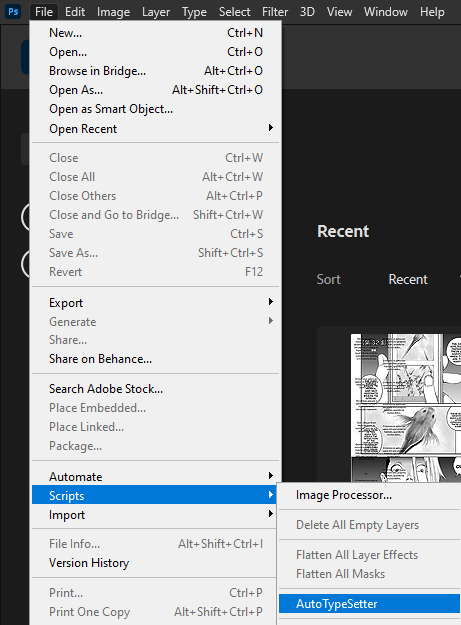 Ps File Edit Image Layer Type Select Filter 3D View Window Help
New... Ctrl+N
Open... Ctrl+O
Browse in Bridge... Alt+Ctrl+O
Open As... Alt+Shift+Ctrl+O
Open as Smart Object...
Open Recent
Close Ctrl+W
Close All Alt+Ctrl+W
Close Others Alt+Ctrl+P
Close and Go to Bridge... Shift+Ctrl+W
Save Ctrl+S
Save As... Shift+Ctrl+S
Revert F12
Export
Generate
Share...
Share on Behance...
Search Adobe Stock...
Place Embedded...
Place Linked...
Package...
Automate
Scripts
Import
File Info... Alt+Shift+Ctrl+I
Version History
Print... Ctrl+P
Print One Copy Alt+Shift+Ctrl+P
Recent
Sort Recent
Image Processor...
Delete All Empty Layers
Flatten All Layer Effects
Flatten All Masks
AutoTypeSetter